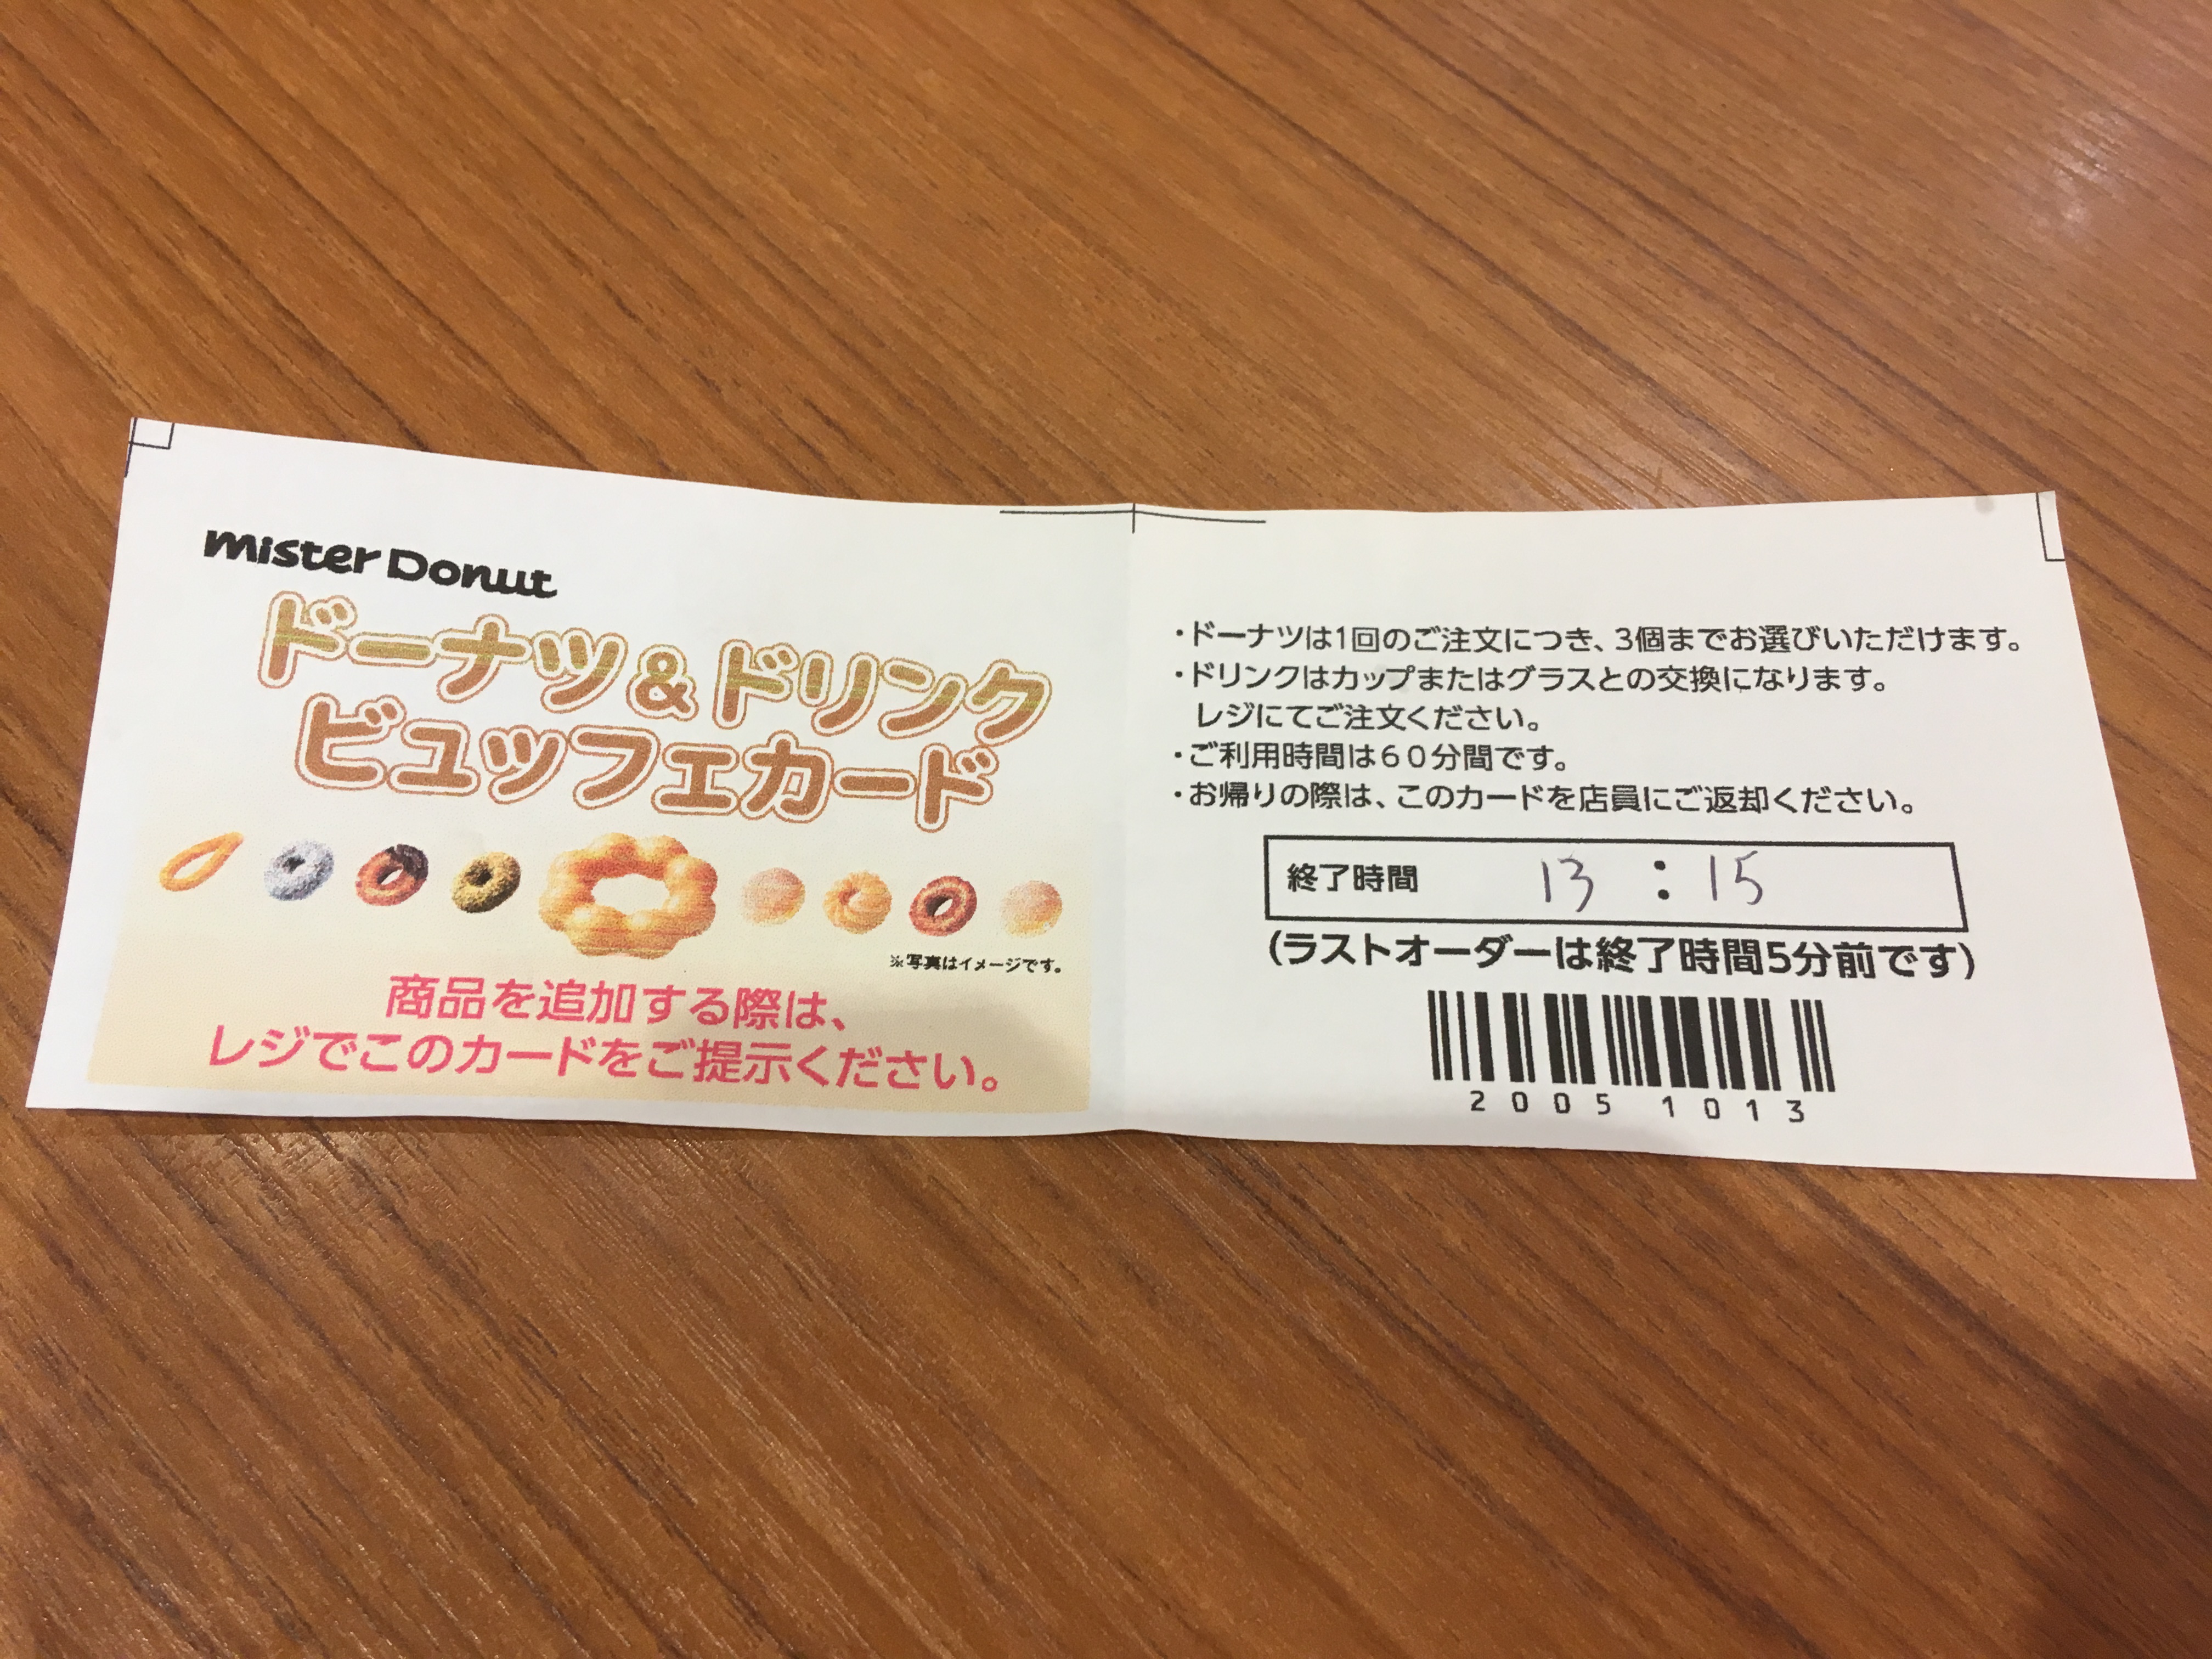 mister Donut
ドーナツ&ドリンク
ビュッフェカード
※写真はイメージです。
商品を追加する際は、
レジでこのカードをご提示ください。
・ドーナツは1回のご注文につき、3個までお選びいただけます。
・ドリンクはカップまたはグラスとの交換になります。
レジにてご注文ください。
・ご利用時間は60分間です。
・お帰りの際は、このカードを店員にご返却ください。
終了時間 13:15
(ラストオーダーは終了時間5分前です)
2005 1013